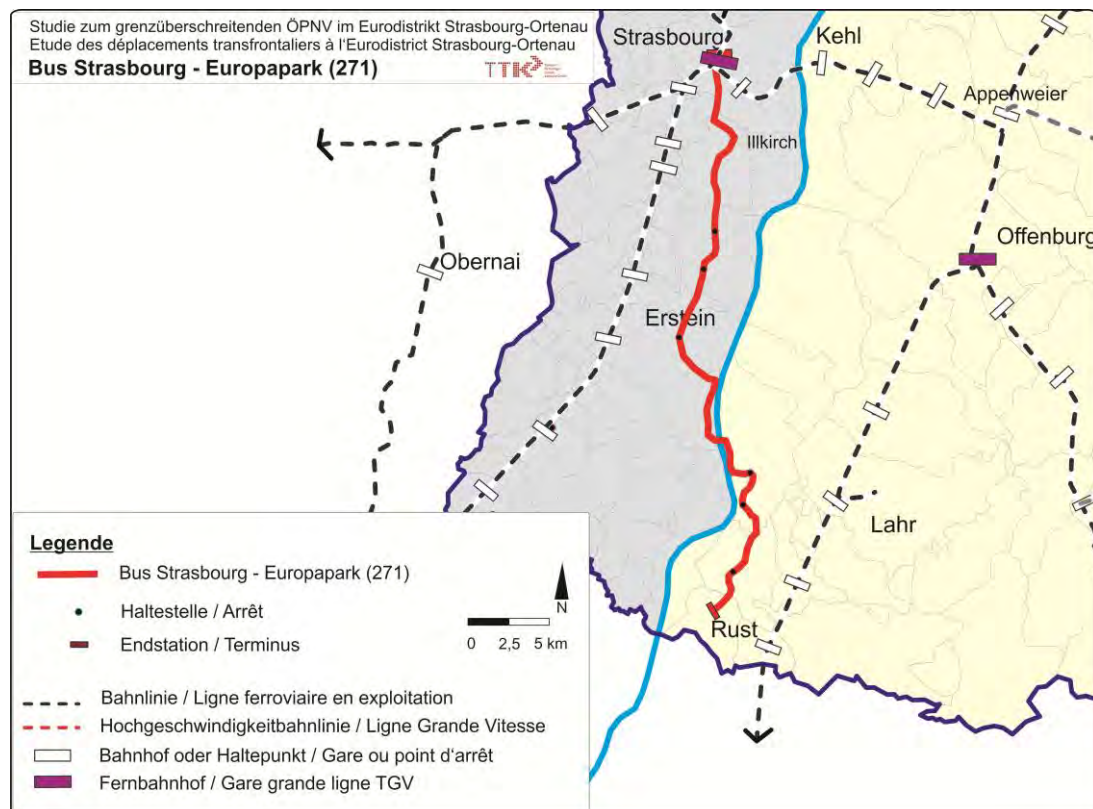 Studie zum grenzüberschreitenden ÖPNV im Eurodistrikt Strasbourg-Ortenau
Etude des déplacements transfrontaliers à l'Eurodistrict Strasbourg-Ortenau
Bus Strasbourg - Europapark (271)
TTK
Strasbourg
Kehl
Appenweier
Illkirch
Offenburg
Obernai
Erstein
Lahr
Rust
Legende
Bus Strasbourg - Europapark (271)
Haltestelle / Arrêt
Endstation / Terminus
N
0 2,5 5 km
Bahnlinie / Ligne ferroviaire en exploitation
Hochgeschwindigkeitbahnlinie / Ligne Grande Vitesse
Bahnhof oder Haltepunkt / Gare ou point d'arrêt
Fernbahnhof / Gare grande ligne TGV